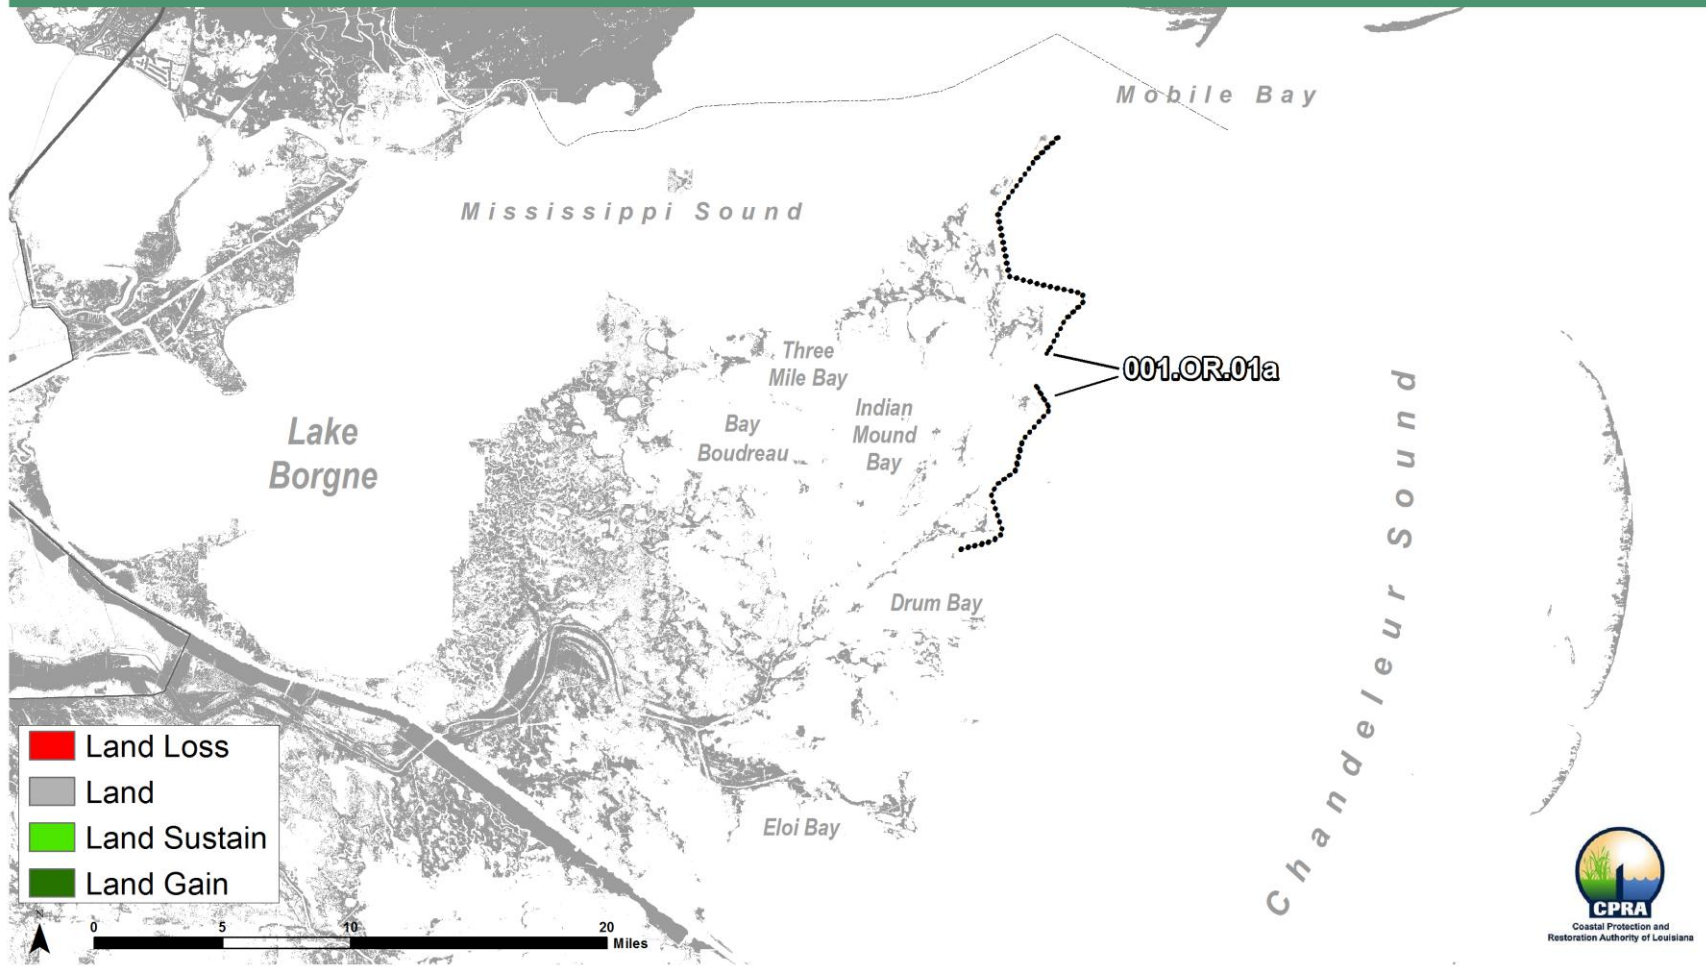 Mobile Bay
Mississippi Sound
Three
Mile Bay
001.OR.01a
Indian
Mound
Bay
Bay
Boudreau
Lake
Borgne
Chandeleur Sound
Drum Bay
Eloi Bay
Land Loss
Land
Land Sustain
Land Gain
N
0 5 10 20
Miles
CPRA
Coastal Protection and
Restoration Authority of Louisiana